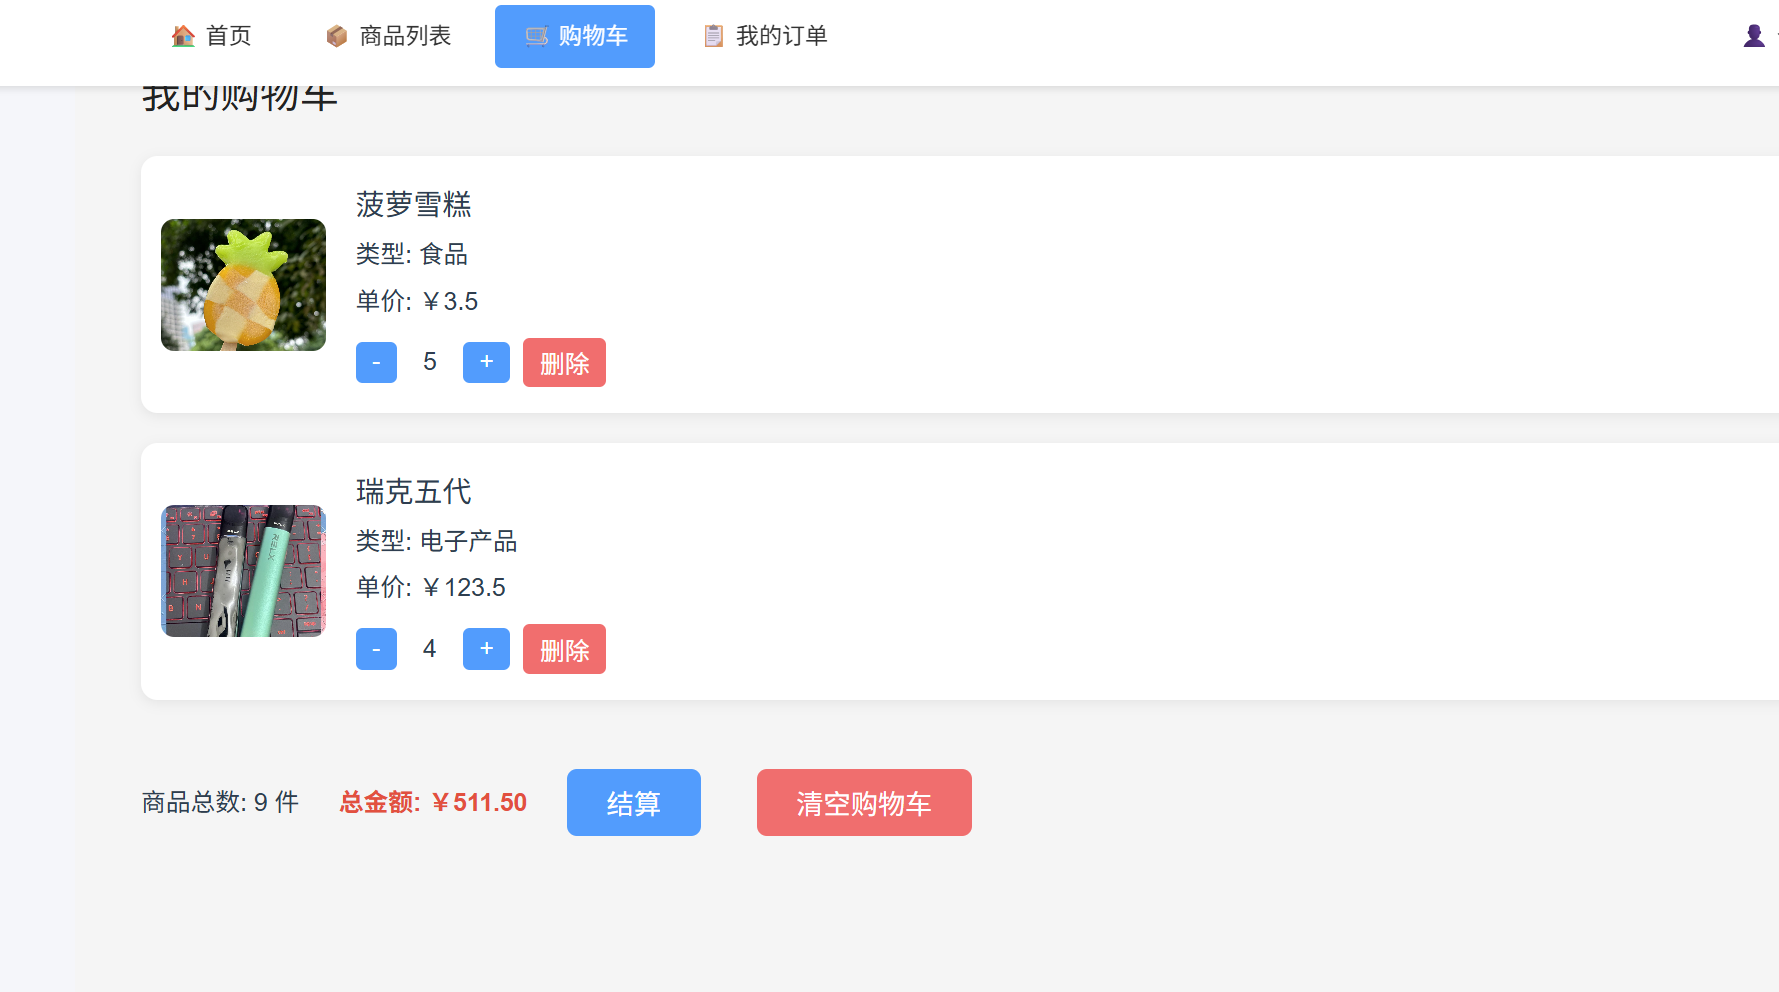 首页 商品列表 购物车 我的订单
我的购物车
菠萝雪糕
类型: 食品
单价: ￥3.5
- 5 + 删除
瑞克五代
类型: 电子产品
单价: ￥123.5
- 4 + 删除
商品总数: 9 件 总金额: ￥511.50 结算 清空购物车
RELX